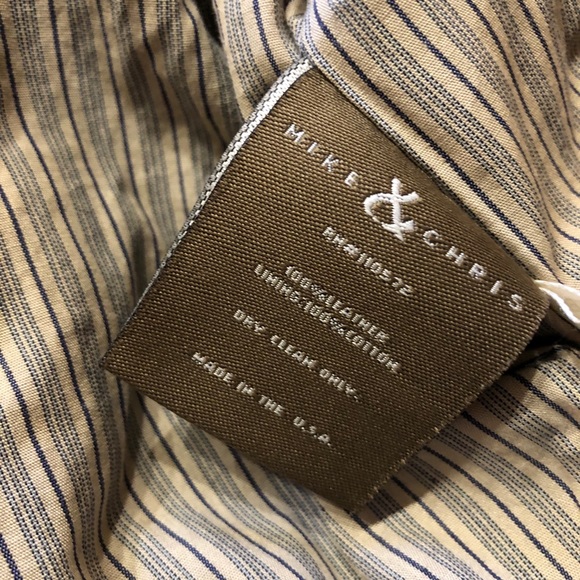 MIKE & CHRIS
RN#110572
100%LEATHER
LINING:100%COTTON.
DRY CLEAN ONLY.
MADE IN THE U.S.A.